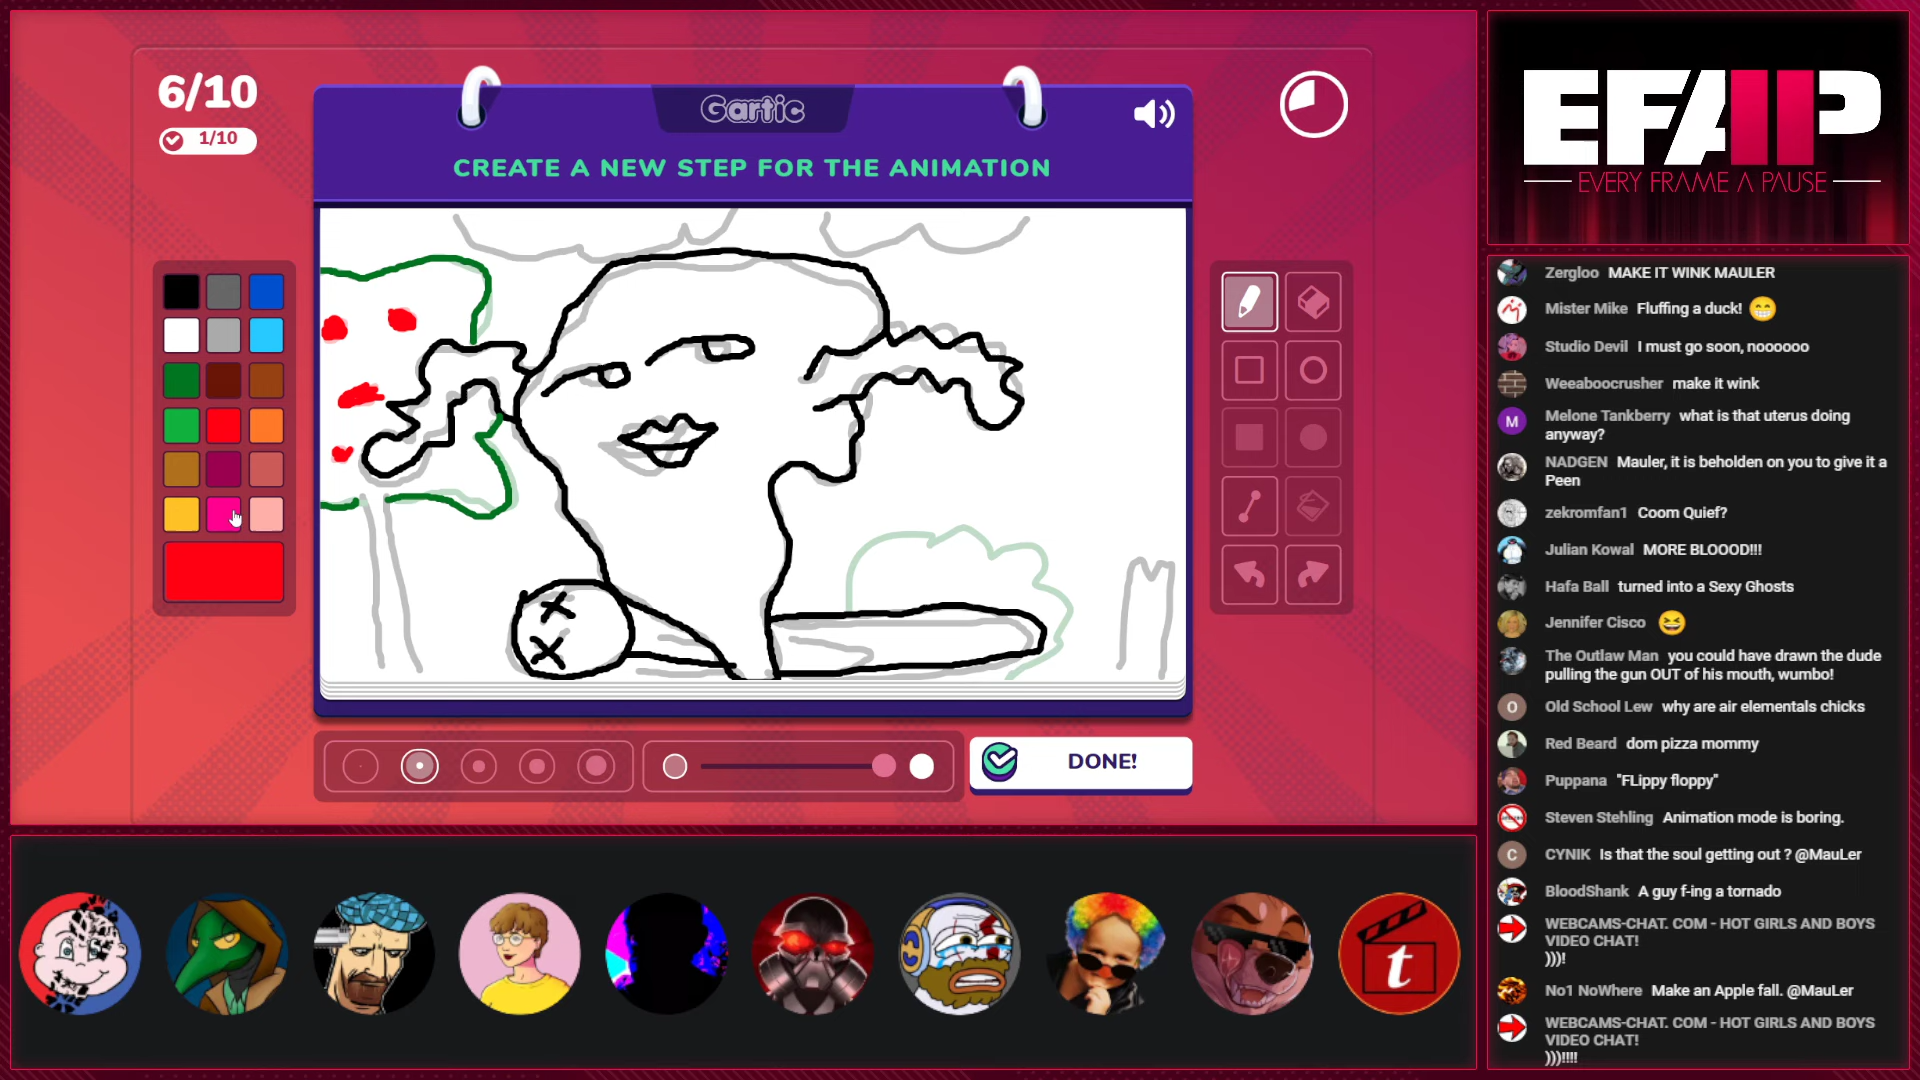 6/10
1/10
Gartic
CREATE A NEW STEP FOR THE ANIMATION
DONE!
EFAP
EVERY FRAME A PAUSE
Zergloo MAKE IT WINK MAULER
Mister Mike Fluffing a duck! 😁
Studio Devil I must go soon, noooooo
Weeaboocrusher make it wink
M
Melone Tankberry what is that uterus doing
anyway?
NADGEN Mauler, it is beholden on you to give it a
Peen
zekromfan1 Coom Quief?
Julian Kowal MORE BLOOOD!!!
Hafa Ball turned into a Sexy Ghosts
Jennifer Cisco 😆
The Outlaw Man you could have drawn the dude
pulling the gun OUT of his mouth, wumbo!
O
Old School Lew why are air elementals chicks
Red Beard dom pizza mommy
Puppana "FLippy floppy"
Steven Stehling Animation mode is boring.
C
CYNIK Is that the soul getting out ? @MauLer
BloodShank A guy f-ing a tornado
WEBCAMS-CHAT. COM - HOT GIRLS AND BOYS
VIDEO CHAT!
)))!
No1 NoWhere Make an Apple fall. @MauLer
WEBCAMS-CHAT. COM - HOT GIRLS AND BOYS
VIDEO CHAT!
)))!!!!
t